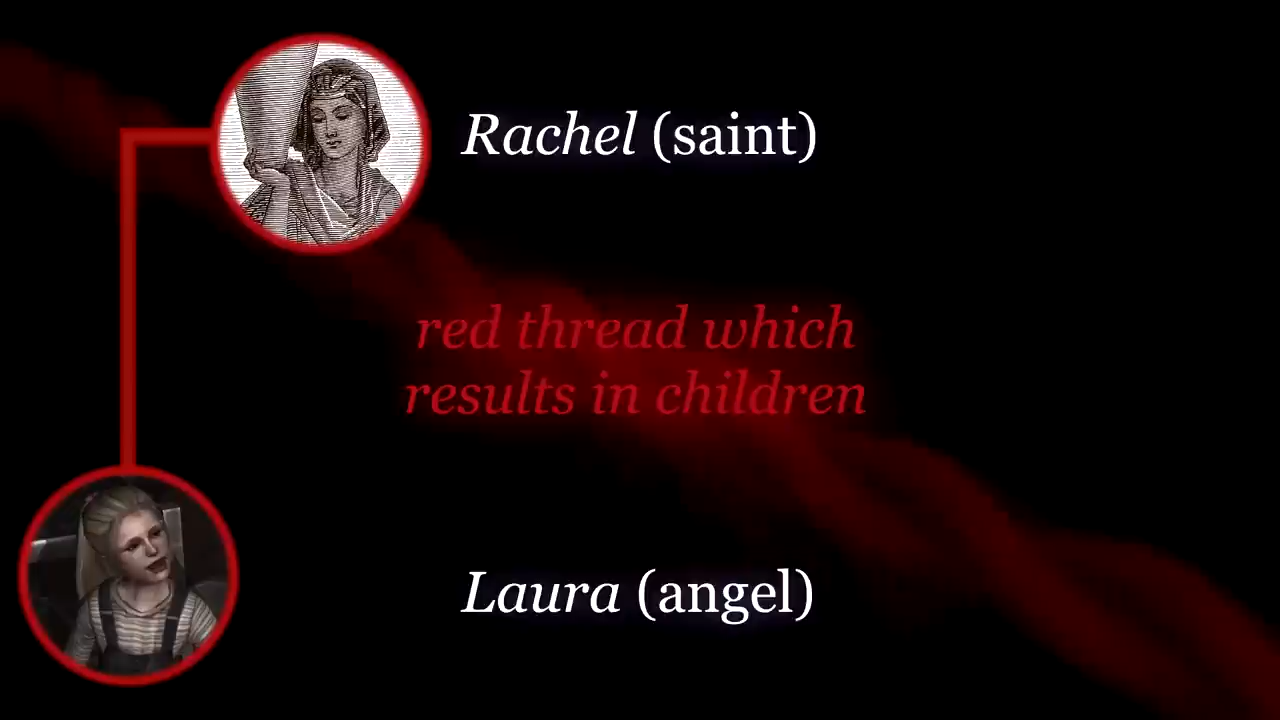 Rachel (saint)
red thread which
results in children
Laura (angel)